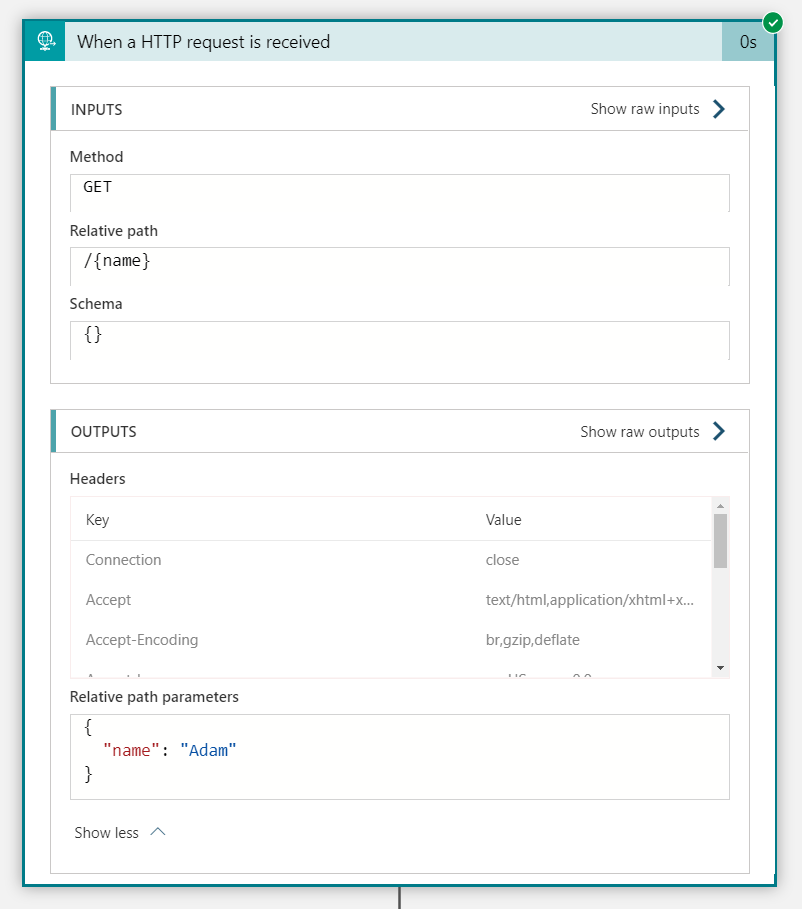 When a HTTP request is received 0s
INPUTS Show raw inputs
Method
GET
Relative path
/{name}
Schema
{}
OUTPUTS Show raw outputs
Headers
Key Value
Connection close
Accept text/html,application/xhtml+x...
Accept-Encoding br,gzip,deflate
Relative path parameters
{
"name": "Adam"
}
Show less